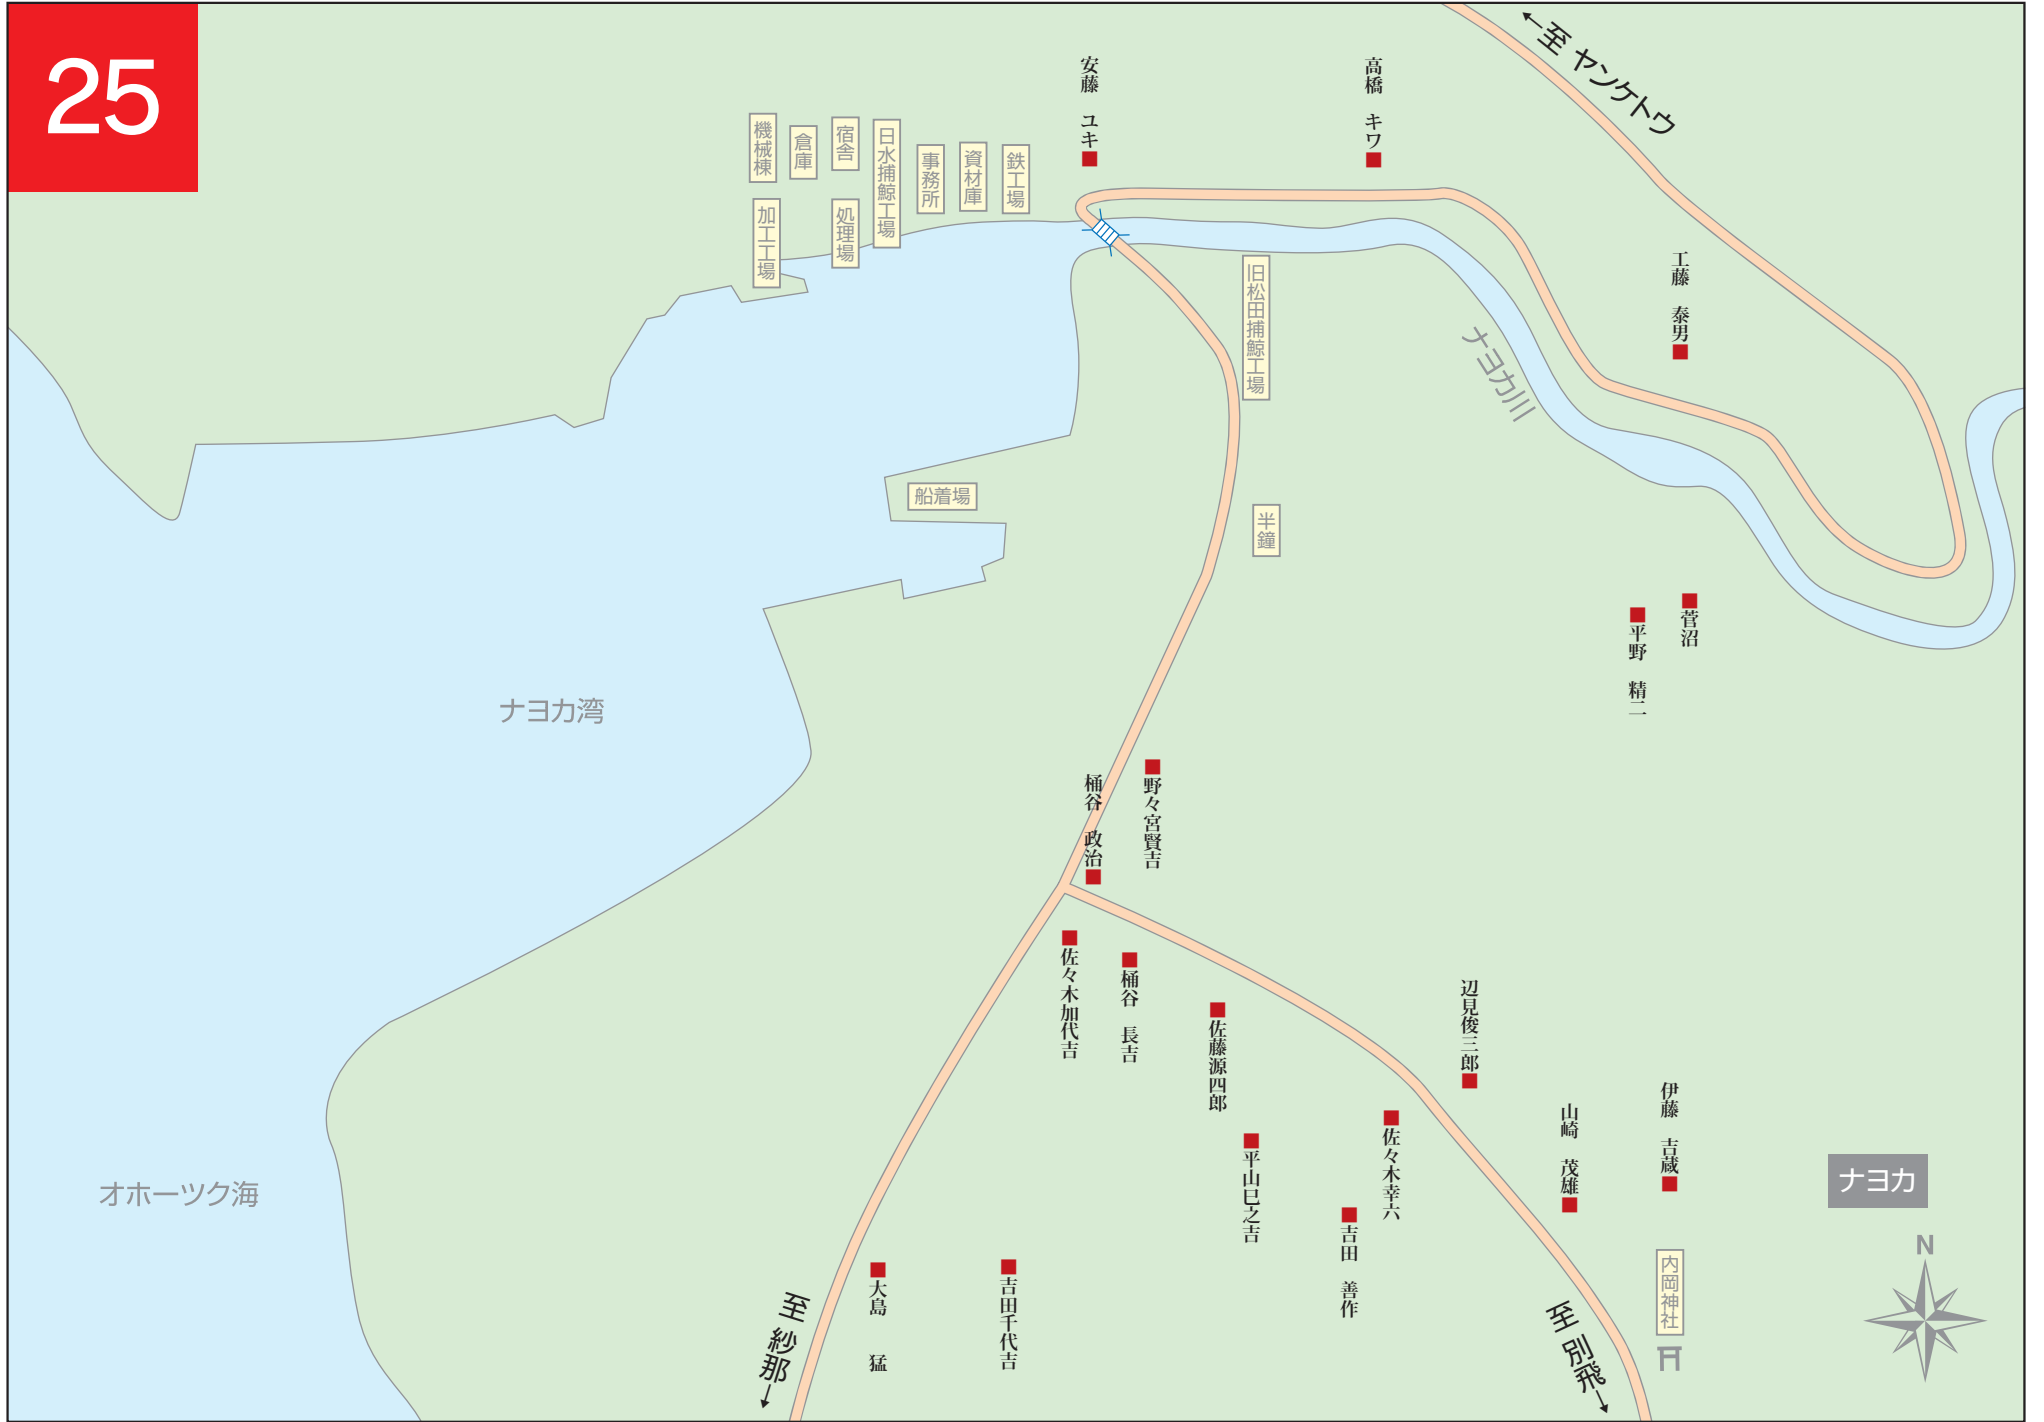 25
至 ヤンケトウ
安藤 ユキ
高橋 キワ
機械棟
倉庫
宿舎
日水捕鯨工場
事務所
資材庫
鉄工場
加工工場
処理場
旧松田捕鯨工場
工藤 泰男
ナヨカ川
船着場
半鐘
菅沼
平野 精二
ナヨカ湾
桶谷 政治
野々宮賢吉
佐々木加代吉
桶谷 長吉
佐藤源四郎
辺見俊三郎
平山巳之吉
佐々木幸六
山崎 茂雄
伊藤 吉蔵
オホーツク海
ナヨカ
吉田 善作
大島 猛
吉田千代吉
内岡神社
N
至 紗那
至 別飛